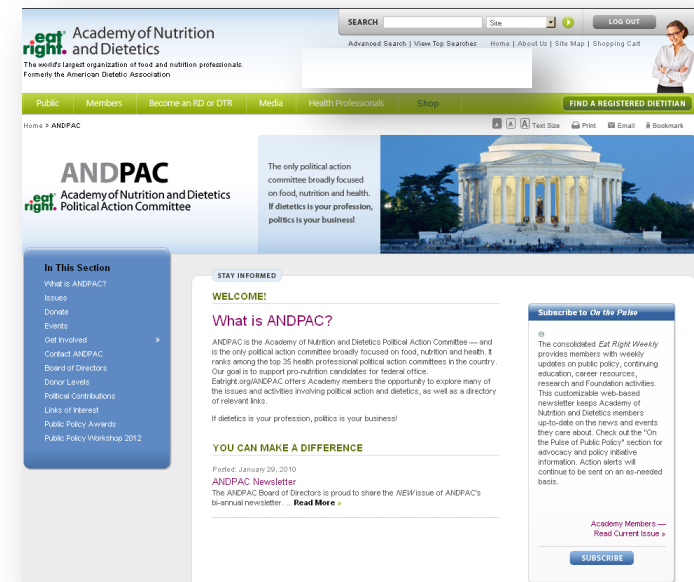 SEARCH Site LOG OUT
Advanced Search | View Top Searches Home | About Us | Site Map | Shopping Cart
eat right. Academy of Nutrition and Dietetics
The world's largest organization of food and nutrition professionals.
Formerly the American Dietetic Association
Public Members Become an RD or DTR Media Health Professionals Shop FIND A REGISTERED DIETITIAN
Home > ANDPAC A A A Text Size Print Email Bookmark
ANDPAC
eat right. Academy of Nutrition and Dietetics
Political Action Committee
The only political action
committee broadly focused
on food, nutrition and health.
If dietetics is your profession,
politics is your business!
In This Section
What is ANDPAC?
Issues
Donate
Events
Get Involved »
Contact ANDPAC
Board of Directors
Donor Levels
Political Contributions
Links of Interest
Public Policy Awards
Public Policy Workshop 2012
STAY INFORMED
WELCOME!
What is ANDPAC?
ANDPAC is the Academy of Nutrition and Dietetics Political Action Committee — and
is the only political action committee broadly focused on food, nutrition and health. It
ranks among the top 35 health professional political action committees in the country.
Our goal is to support pro-nutrition candidates for federal office.
Eatright.org/ANDPAC offers Academy members the opportunity to explore many of
the issues and activities involving political action and dietetics, as well as a directory
of relevant links.
If dietetics is your profession, politics is your business!
YOU CAN MAKE A DIFFERENCE
Posted: January 29, 2010
ANDPAC Newsletter
The ANDPAC Board of Directors is proud to share the NEW issue of ANDPAC's
bi-annual newsletter. ... Read More »
Subscribe to On the Pulse
The consolidated Eat Right Weekly
provides members with weekly
updates on public policy, continuing
education, career resources,
research and Foundation activities.
This customizable web-based
newsletter keeps Academy of
Nutrition and Dietetics members
up-to-date on the news and events
they care about. Check out the "On
the Pulse of Public Policy" section for
advocacy and policy initiative
information. Action alerts will
continue to be sent on an as-needed
basis.
Academy Members —
Read Current Issue »
SUBSCRIBE